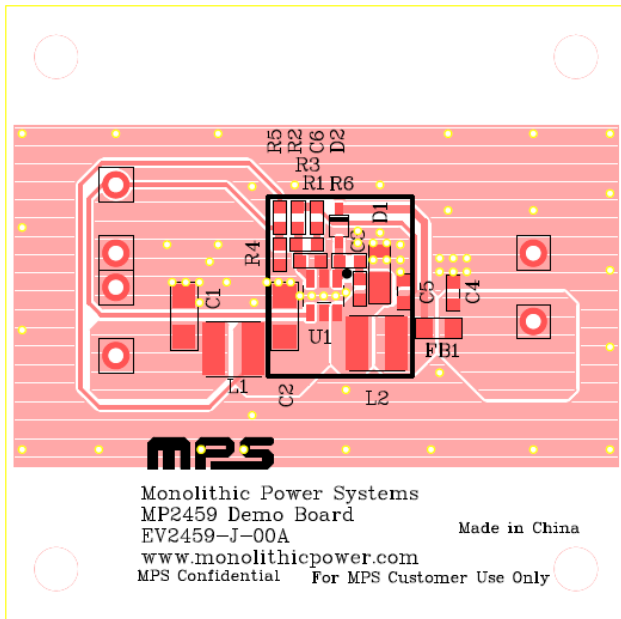 R5 R2 C6 D2
R3
R1 R6
D1
R4
C3
C1
C5
C4
U1
FB1
L1
C2
L2
MPS
Monolithic Power Systems
MP2459 Demo Board
EV2459-J-00A
Made in China
www.monolithicpower.com
MPS Confidential
For MPS Customer Use Only